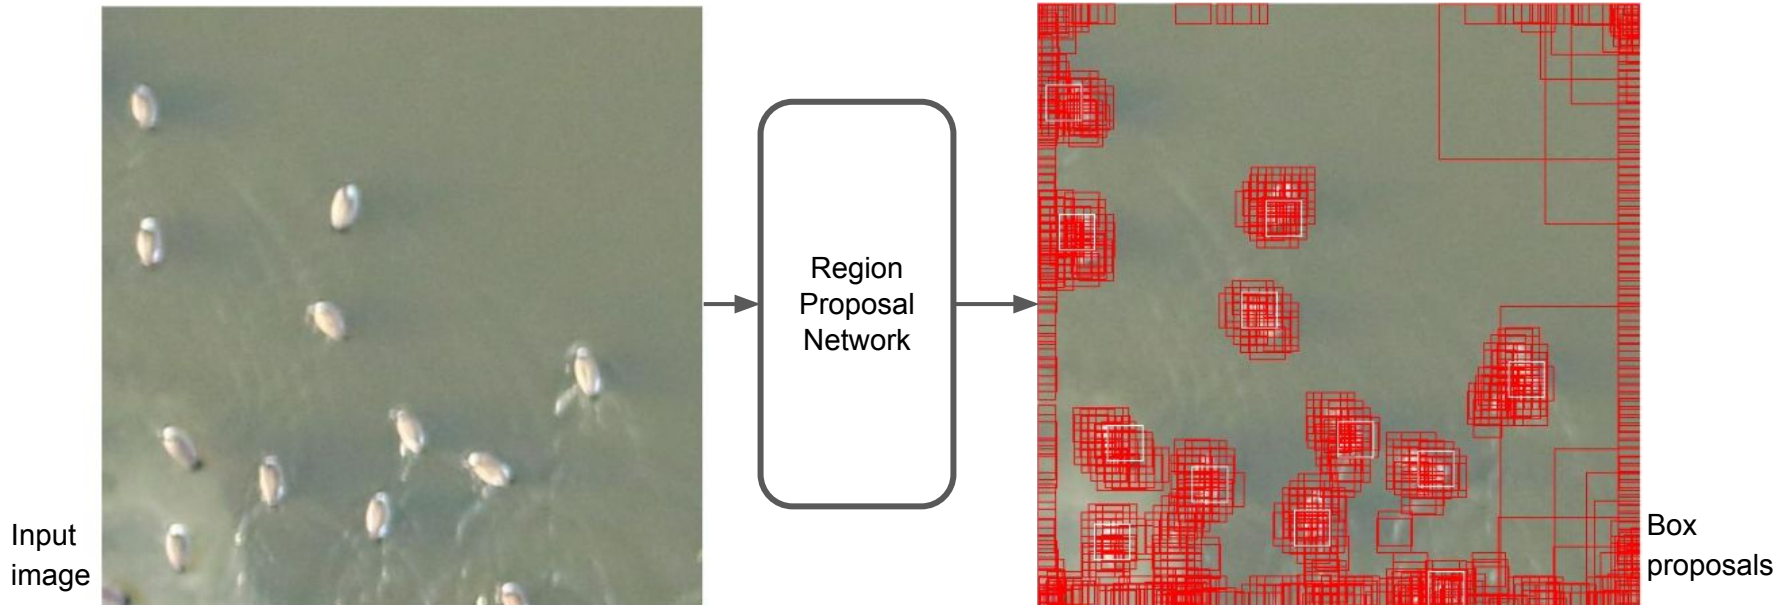 Input
image
Region
Proposal
Network
Box
proposals